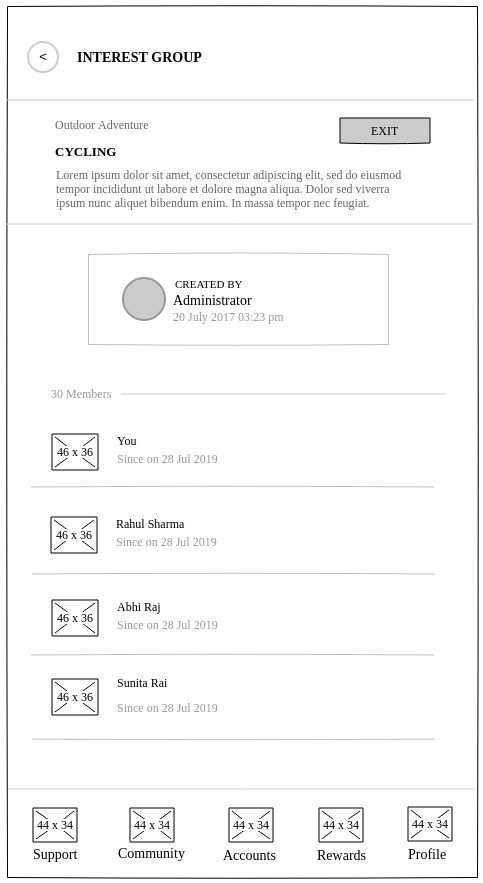 <
INTEREST GROUP
Outdoor Adventure
EXIT
CYCLING
Lorem ipsum dolor sit amet, consectetur adipiscing elit, sed do eiusmod
tempor incididunt ut labore et dolore magna aliqua. Dolor sed viverra
ipsum nunc aliquet bibendum enim. In massa tempor nec feugiat.
CREATED BY
Administrator
20 July 2017 03:23 pm
30 Members
46 x 36
You
Since on 28 Jul 2019
46 x 36
Rahul Sharma
Since on 28 Jul 2019
46 x 36
Abhi Raj
Since on 28 Jul 2019
46 x 36
Sunita Rai
Since on 28 Jul 2019
44 x 34 44 x 34 44 x 34 44 x 34 44 x 34
Support Community Accounts Rewards Profile